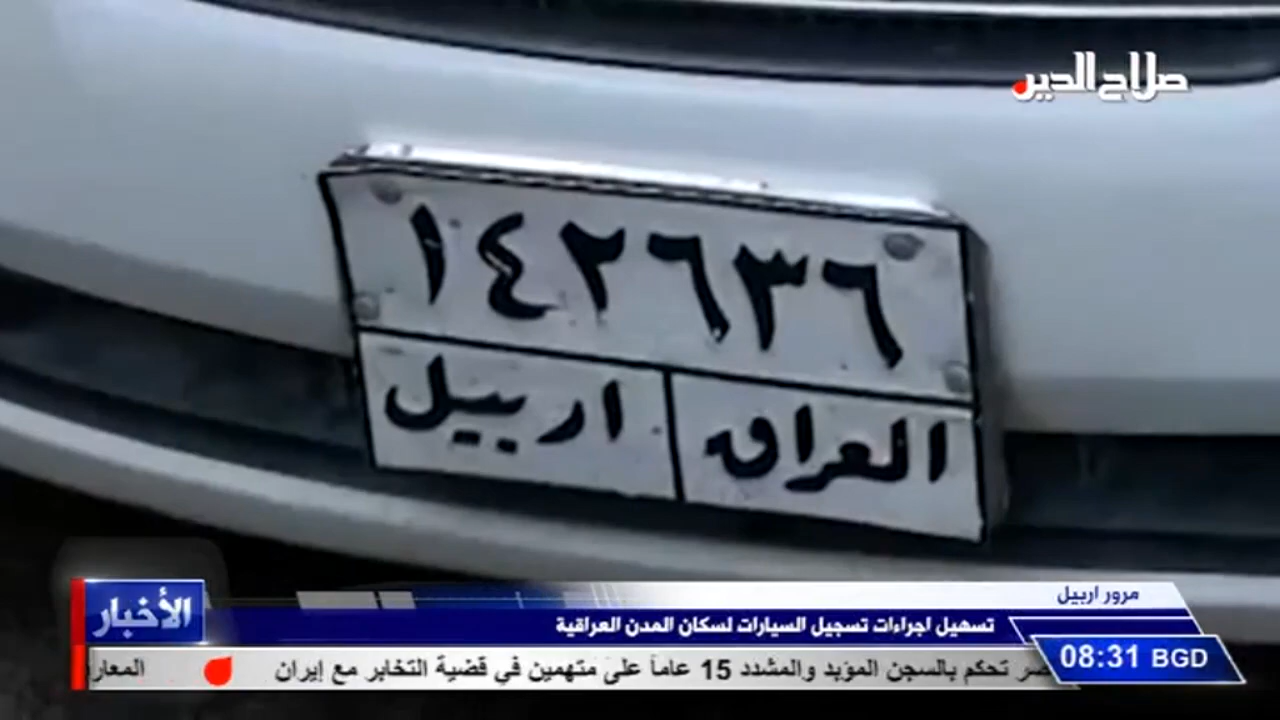 صلاح الدين
١٤٢٦٣٦
العراق اربيل
مرور اربيل
الأخبار
تسهيل اجراءات تسجيل السيارات لسكان المدن العراقية
08:31 BGD
تحكم بالسجن المؤبد والمشدد 15 عاماً على متهمين في قضية التخابر مع إيران